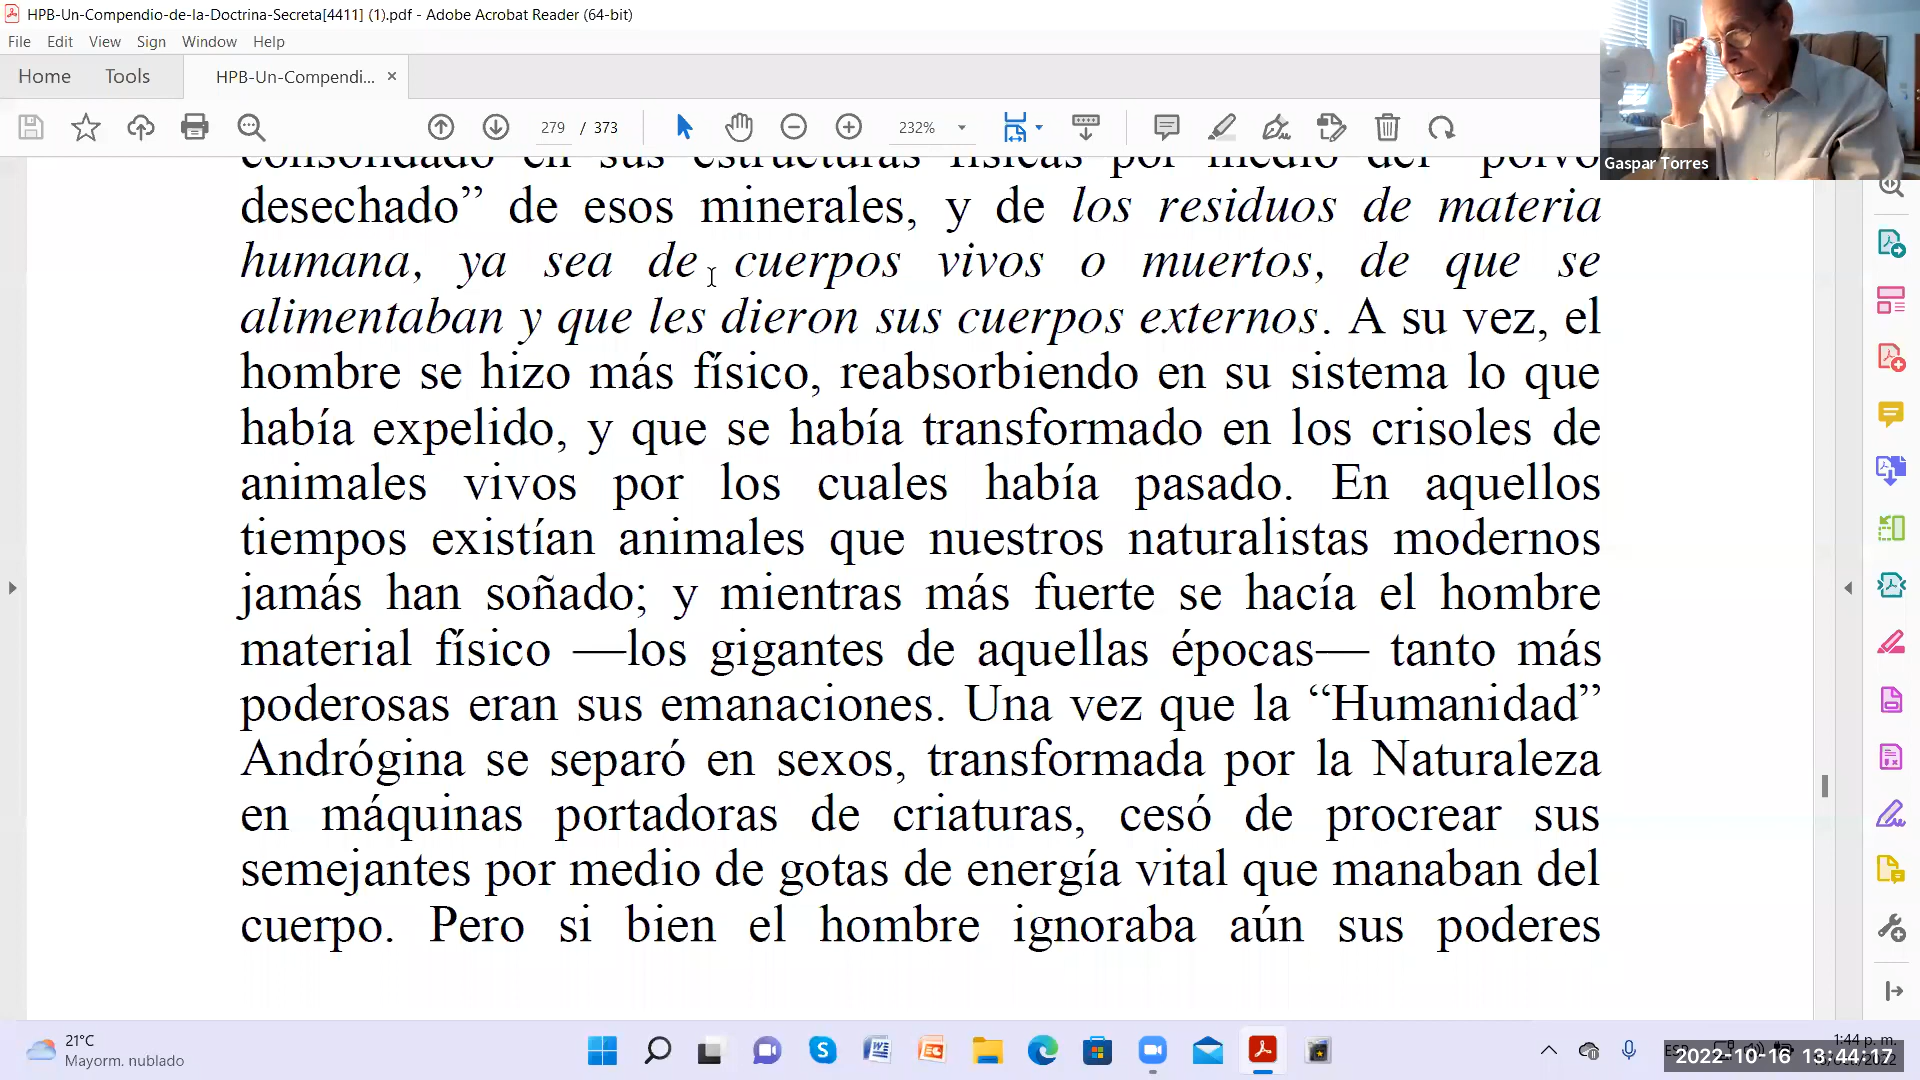 HPB-Un-Compendio-de-la-Doctrina-Secreta[4411] (1).pdf - Adobe Acrobat Reader (64-bit)
File Edit View Sign Window Help
Home Tools HPB-Un-Compendi... ×
279 / 373 232%
Gaspar Torres
consolidado en sus estructuras físicas por medio del “polvo
desechado” de esos minerales, y de los residuos de materia
humana, ya sea de cuerpos vivos o muertos, de que se
alimentaban y que les dieron sus cuerpos externos. A su vez, el
hombre se hizo más físico, reabsorbiendo en su sistema lo que
había expelido, y que se había transformado en los crisoles de
animales vivos por los cuales había pasado. En aquellos
tiempos existían animales que nuestros naturalistas modernos
jamás han soñado; y mientras más fuerte se hacía el hombre
material físico —los gigantes de aquellas épocas— tanto más
poderosas eran sus emanaciones. Una vez que la “Humanidad”
Andrógina se separó en sexos, transformada por la Naturaleza
en máquinas portadoras de criaturas, cesó de procrear sus
semejantes por medio de gotas de energía vital que manaban del
cuerpo. Pero si bien el hombre ignoraba aún sus poderes
21°C
Mayorm. nublado
1:44 p. m.
2022-10-16 13:44:17